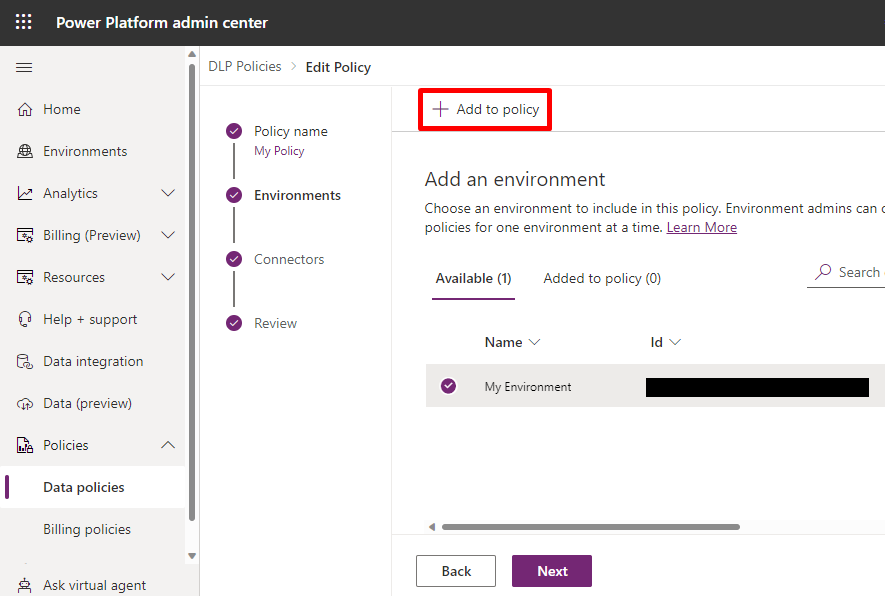 Power Platform admin center
Home
Environments
Analytics
Billing (Preview)
Resources
Help + support
Data integration
Data (preview)
Policies
Data policies
Billing policies
Ask virtual agent
DLP Policies > Edit Policy
Policy name
My Policy
Environments
Connectors
Review
+ Add to policy
Add an environment
Choose an environment to include in this policy. Environment admins can
policies for one environment at a time. Learn More
Available (1) Added to policy (0) Search
Name Id
My Environment
Back Next